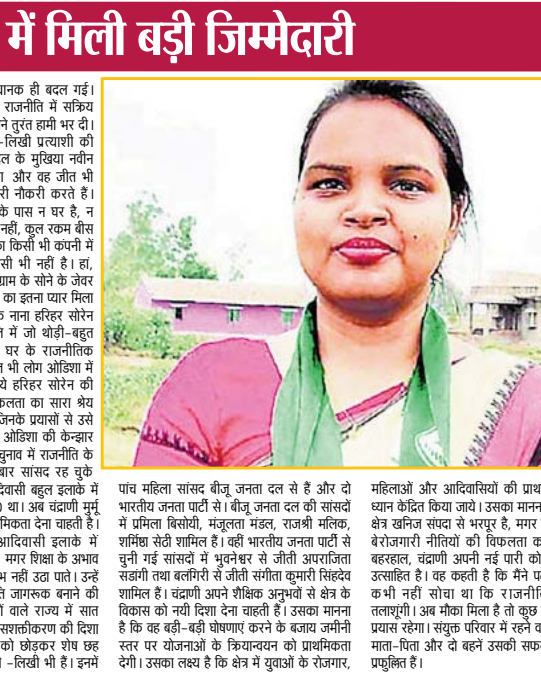 में मिली बड़ी जिम्मेदारी
ही बदल गई।
राजनीति में सक्रिय
ने तुरंत हामी भर दी।
-लिखी प्रत्याशी की
के मुखिया नवीन
और वह जीत भी
नौकरी करते हैं।
के पास न घर है, न
नहीं, कुल रकम बीस
किसी भी कंपनी में
भी नहीं है। हां,
ग्राम के सोने के जेवर
का इतना प्यार मिला
नाना हरिहर सोरेन
में जो थोड़ी-बहुत
घर के राजनीतिक
भी लोग ओडिशा में
ये हरिहर सोरेन की
का सारा श्रेय
जिनके प्रयासों से उसे
ओडिशा की केन्झार
चुनाव में राजनीति के
बार सांसद रह चुके
बहुल इलाके में
था। अब चंद्राणी मुर्मू
देना चाहती है।
आदिवासी इलाके में
मगर शिक्षा के अभाव
नहीं उठा पाते। उन्हें
जागरूक बनाने की
वाले राज्य में सात
सशक्तीकरण की दिशा
को छोड़कर शेष छह
-लिखी भी हैं। इनमें
पांच महिला सांसद बीजू जनता दल से हैं और दो
भारतीय जनता पार्टी से। बीजू जनता दल की सांसदों
में प्रमिला बिसोयी, मंजूलता मंडल, राजश्री मलिक,
शर्मिष्ठा सेठी शामिल हैं। वहीं भारतीय जनता पार्टी से
चुनी गई सांसदों में भुवनेश्वर से जीती अपराजिता
सडांगी तथा बलंगिरी से जीती संगीता कुमारी सिंहदेव
शामिल हैं। चंद्राणी अपने शैक्षिक अनुभवों से क्षेत्र के
विकास को नयी दिशा देना चाहती हैं। उसका मानना
है कि वह बड़ी-बड़ी घोषणाएं करने के बजाय जमीनी
स्तर पर योजनाओं के क्रियान्वयन को प्राथमिकता
देगी। उसका लक्ष्य है कि क्षेत्र में युवाओं के रोजगार,
महिलाओं और आदिवासियों की
ध्यान केंद्रित किया जाये। उसका
क्षेत्र खनिज संपदा से भरपूर है, मगर
बेरोजगारी नीतियों की विफलता
बहरहाल, चंद्राणी अपनी नई पारी को
उत्साहित है। वह कहती है कि मैंने
कभी नहीं सोचा था कि
तलाशूंगी। अब मौका मिला है तो कुछ
प्रयास रहेगा। संयुक्त परिवार में रहने
माता-पिता और दो बहनें उसकी
प्रफुल्लित हैं।